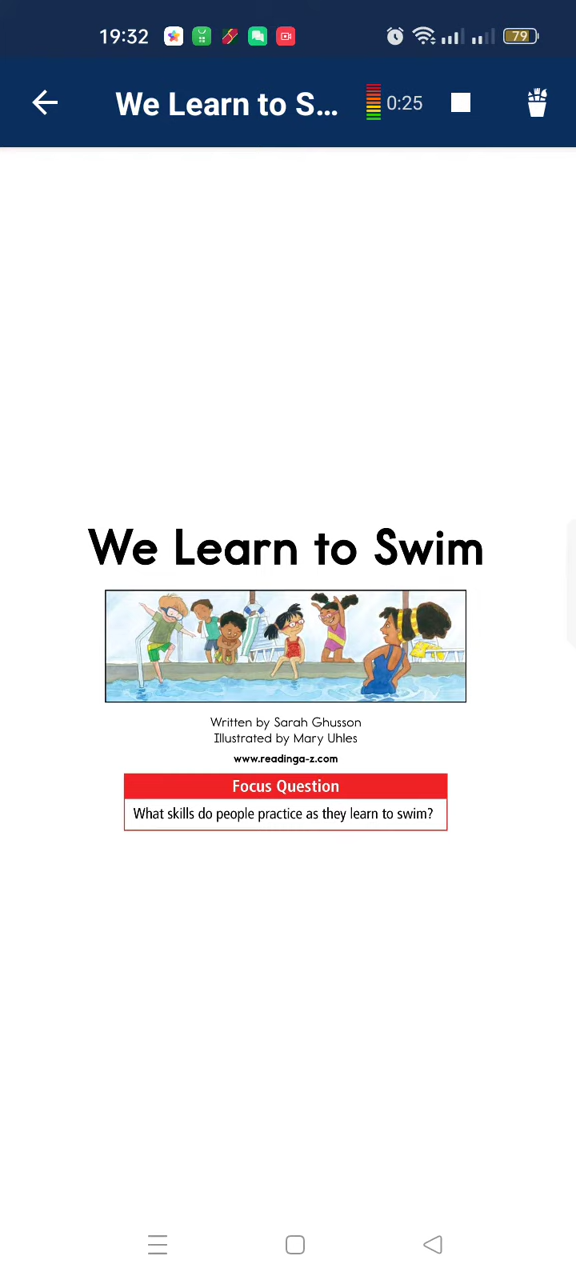 19:32
79
We Learn to S...
0:25
We Learn to Swim
Written by Sarah Ghusson
Illustrated by Mary Uhles
www.readinga-z.com
Focus Question
What skills do people practice as they learn to swim?